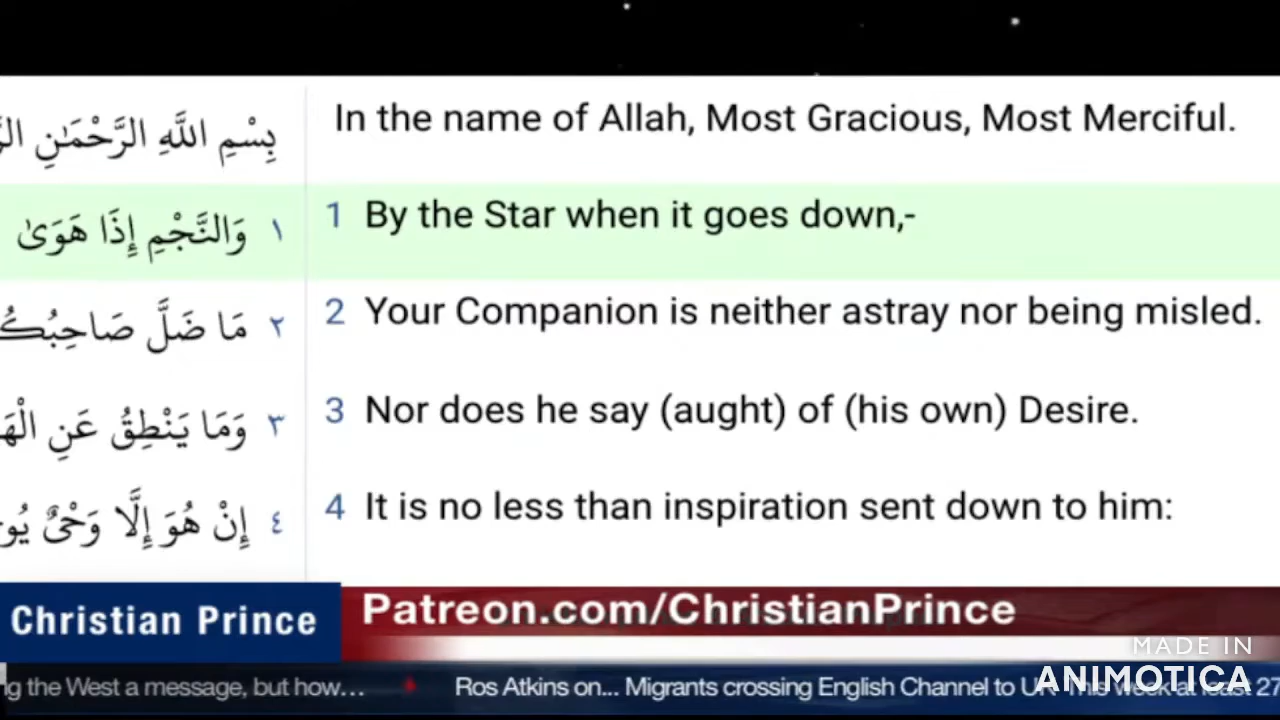 In the name of Allah, Most Gracious, Most Merciful.
بِسْمِ اللَّهِ الرَّحْمَٰنِ
1 By the Star when it goes down,-
١ وَالنَّجْمِ إِذَا هَوَىٰ
2 Your Companion is neither astray nor being misled.
٢ مَا ضَلَّ
3 Nor does he say (aught) of (his own) Desire.
٣ وَمَا يَنْطِقُ عَنِ
4 It is no less than inspiration sent down to him:
٤ إِنْ هُوَ إِلَّا وَحْىٌ
Christian Prince
Patreon.com/ChristianPrince
MADE IN
ANIMOTICA
the West a message, but how... Ros Atkins on... Migrants crossing English Channel to